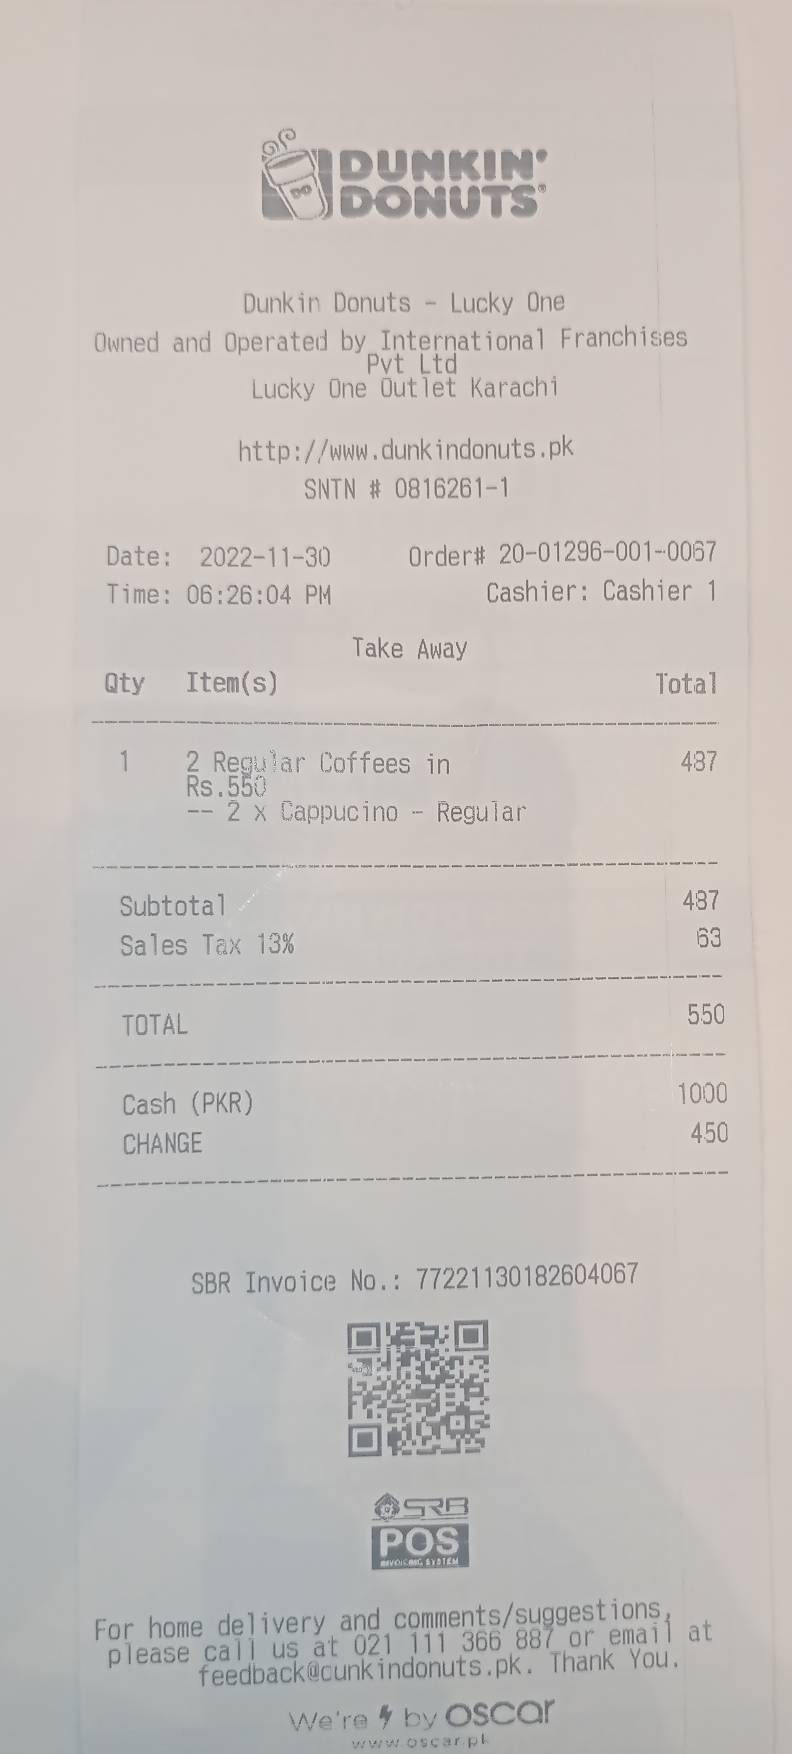 DUNKIN'
DONUTS®
Dunkin Donuts - Lucky One
Owned and Operated by International Franchises
Pvt Ltd
Lucky One Outlet Karachi
http://www.dunkindonuts.pk
SNTN # 0816261-1
Date: 2022-11-30 Order# 20-01296-001-0067
Time: 06:26:04 PM Cashier: Cashier 1
Take Away
Qty Item(s) Total
1 2 Regular Coffees in 487
Rs.550
-- 2 x Cappucino - Regular
Subtotal 487
Sales Tax 13% 63
TOTAL 550
Cash (PKR) 1000
CHANGE 450
SBR Invoice No.: 77221130182604067
SRB
POS
INVOICING SYSTEM
For home delivery and comments/suggestions,
please call us at 021 111 366 887 or email at
feedback@cunkindonuts.pk. Thank You.
We're by oscar
www.oscar.pk